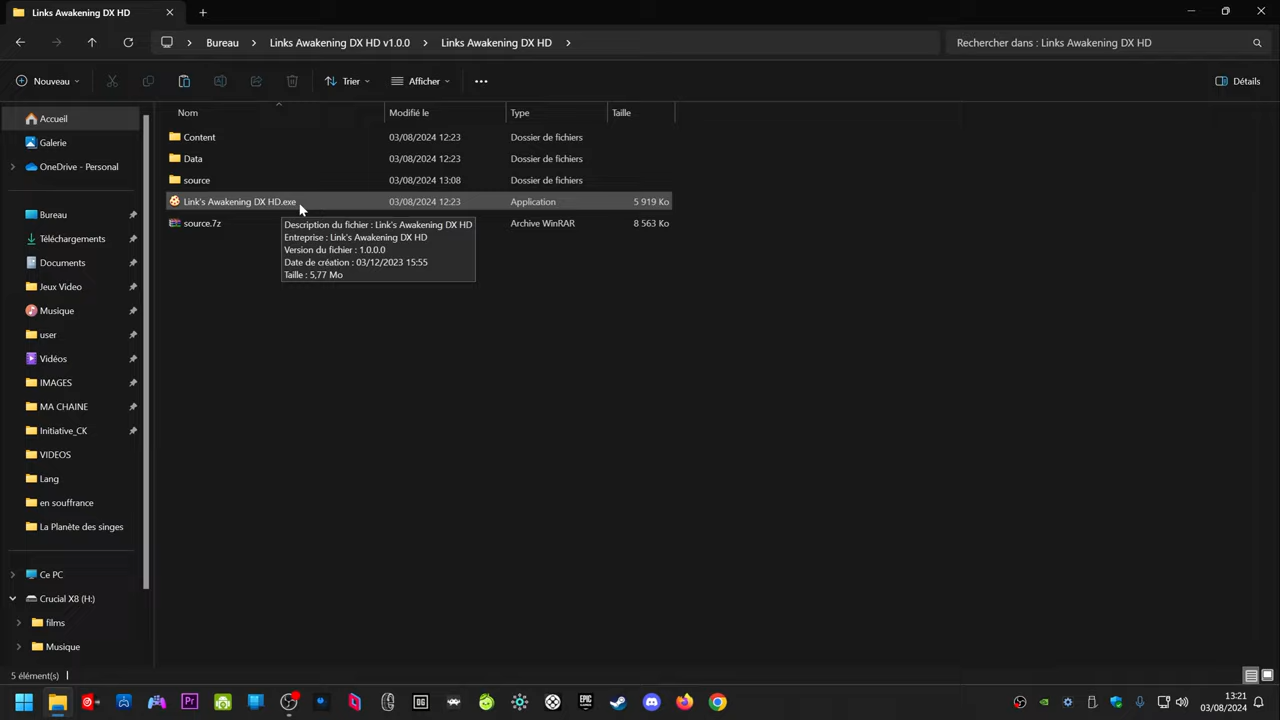 Links Awakening DX HD
Bureau > Links Awakening DX HD v1.0.0 > Links Awakening DX HD >
Rechercher dans : Links Awakening DX HD
Nouveau
Trier
Afficher
Détails
Nom Modifié le Type Taille
Accueil
Galerie
OneDrive - Personal
Bureau
Téléchargements
Documents
Jeux Video
Musique
user
Vidéos
IMAGES
MA CHAINE
Initiative_CK
VIDEOS
Lang
en souffrance
La Planète des singes
Ce PC
Crucial X8 (H:)
films
Musique
Content 03/08/2024 12:23 Dossier de fichiers
Data 03/08/2024 12:23 Dossier de fichiers
source 03/08/2024 13:08 Dossier de fichiers
Link's Awakening DX HD.exe 03/08/2024 12:23 Application 5 919 Ko
source.7z Archive WinRAR 8 563 Ko
Description du fichier : Link's Awakening DX HD
Entreprise : Link's Awakening DX HD
Version du fichier : 1.0.0.0
Date de création : 03/12/2023 15:55
Taille : 5,77 Mo
5 élément(s)
Pr
EPIC
13:21
03/08/2024